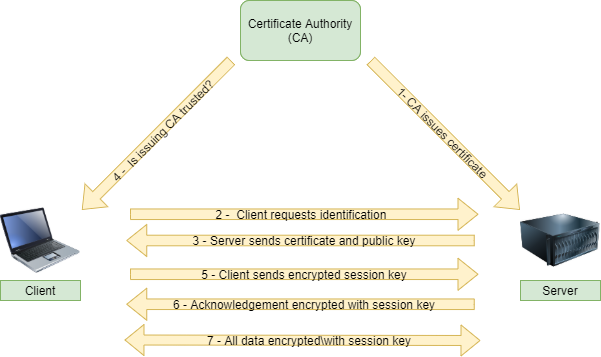 Certificate Authority
(CA)
4 - Is issuing CA trusted?
1- CA issues certificate
2 - Client requests identification
3 - Server sends certificate and public key
5 - Client sends encrypted session key
6 - Acknowledgement encrypted with session key
7 - All data encrypted\with session key
Client
Server